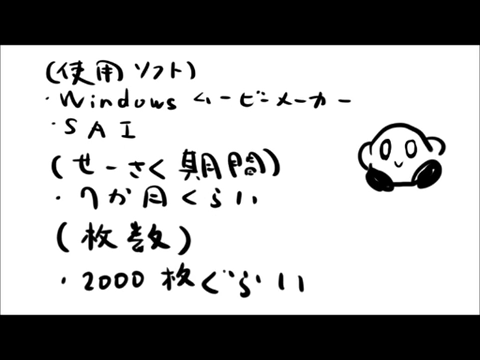 (使用ソフト)
・Windows ムービーメーカー
・SAI
(せーさく期間)
・7か月くらい
(枚数)
・2000枚ぐらい